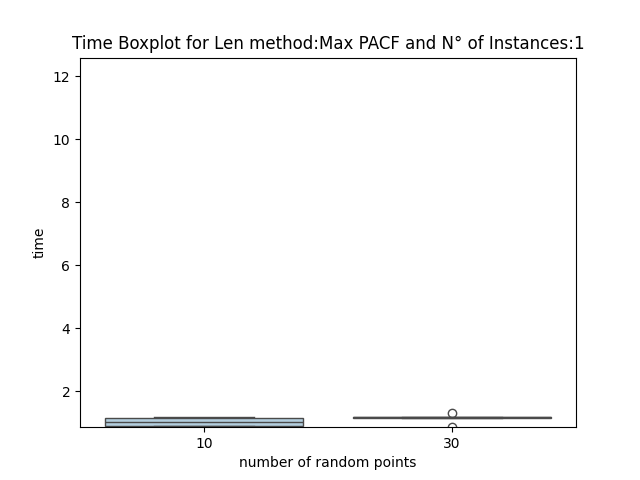 Time Boxplot for Len method:Max PACF and N° of Instances:1
12
10
8
6
4
2
time
10 30
number of random points